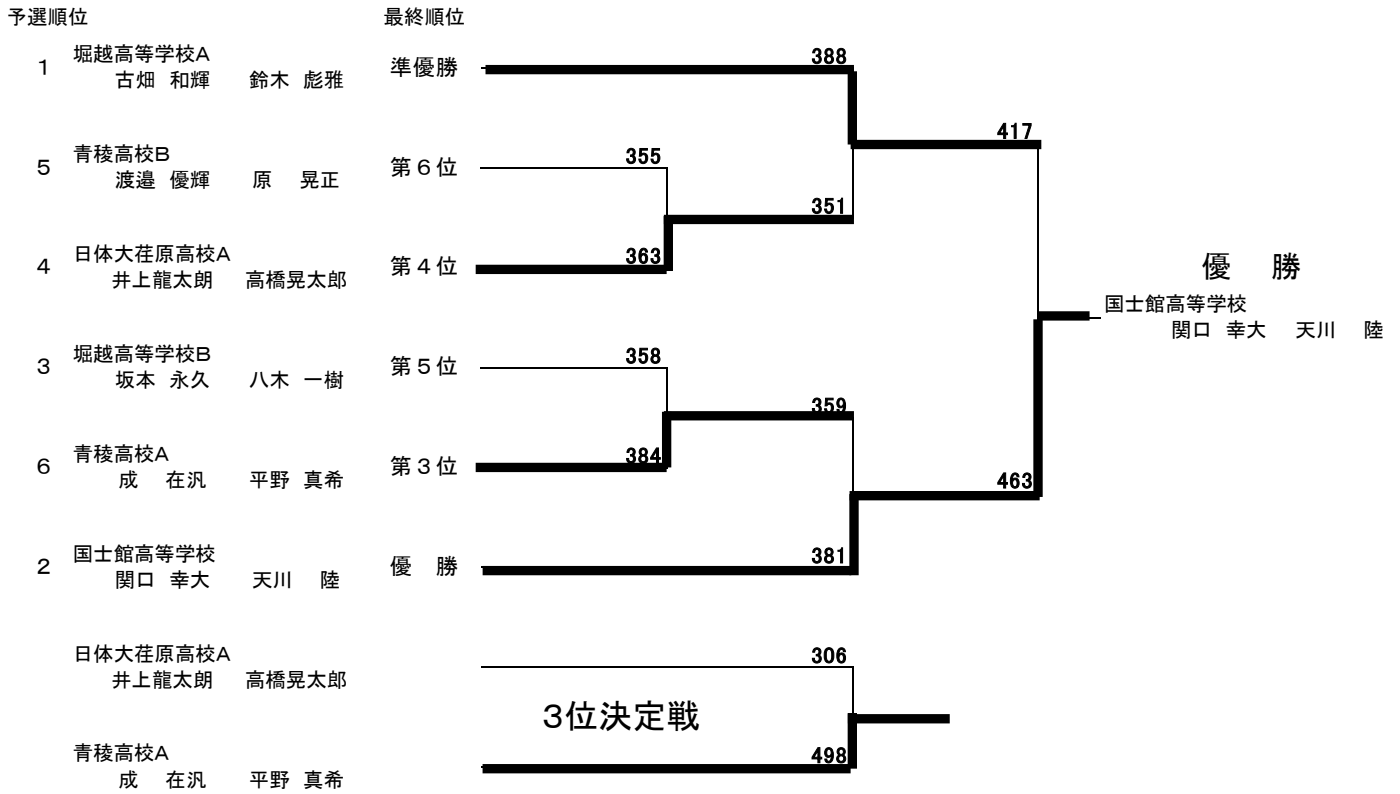 予選順位 最終順位
堀越高等学校A
1 古畑 和輝 鈴木 彪雅 準優勝 388
417
青稜高校B
5 渡邉 優輝 原 晃正 第6位 355
351
日体大荏原高校A
4 井上龍太朗 高橋晃太郎 第4位 363
優 勝
国士館高等学校
関口 幸大 天川 陸
堀越高等学校B
3 坂本 永久 八木 一樹 第5位 358
359
青稜高校A
6 成 在汎 平野 真希 第3位 384
463
国士館高等学校
2 関口 幸大 天川 陸 優 勝 381
日体大荏原高校A
井上龍太朗 高橋晃太郎 306
3位決定戦
青稜高校A
成 在汎 平野 真希 498